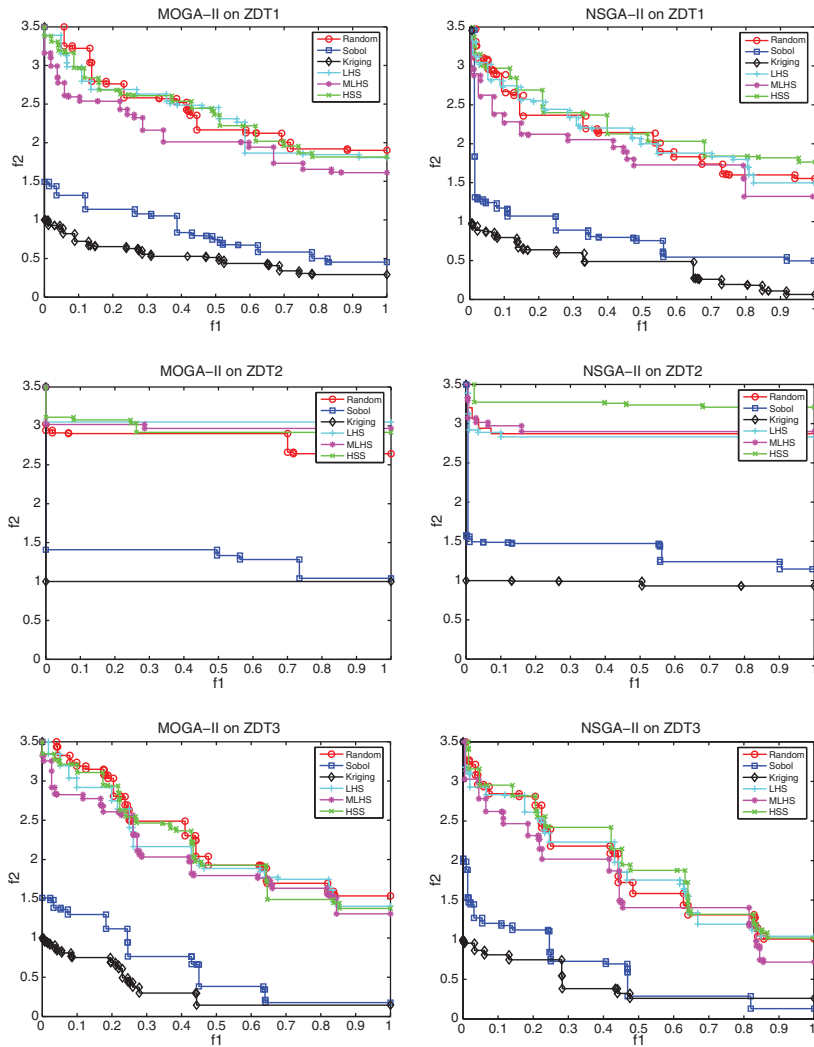 MOGA-II on ZDT1
3.5
3
2.5
2
1.5
1
0.5
0
f2
0
0.1
0.2
0.3
0.4
0.5
0.6
0.7
0.8
0.9
1
f1
Random
Sobol
Kriging
LHS
MLHS
HSS
NSGA-II on ZDT1
3.5
3
2.5
2
1.5
1
0.5
0
f2
0
0.1
0.2
0.3
0.4
0.5
0.6
0.7
0.8
0.9
1
f1
Random
Sobol
Kriging
LHS
MLHS
HSS
MOGA-II on ZDT2
3.5
3
2.5
2
1.5
1
0.5
0
f2
0
0.1
0.2
0.3
0.4
0.5
0.6
0.7
0.8
0.9
1
f1
Random
Sobol
Kriging
LHS
MLHS
HSS
NSGA-II on ZDT2
3.5
3
2.5
2
1.5
1
0.5
0
f2
0
0.1
0.2
0.3
0.4
0.5
0.6
0.7
0.8
0.9
1
f1
Random
Sobol
Kriging
LHS
MLHS
HSS
MOGA-II on ZDT3
3.5
3
2.5
2
1.5
1
0.5
0
f2
0
0.1
0.2
0.3
0.4
0.5
0.6
0.7
0.8
0.9
1
f1
Random
Sobol
Kriging
LHS
MLHS
HSS
NSGA-II on ZDT3
3.5
3
2.5
2
1.5
1
0.5
0
f2
0
0.1
0.2
0.3
0.4
0.5
0.6
0.7
0.8
0.9
1
f1
Random
Sobol
Kriging
LHS
MLHS
HSS